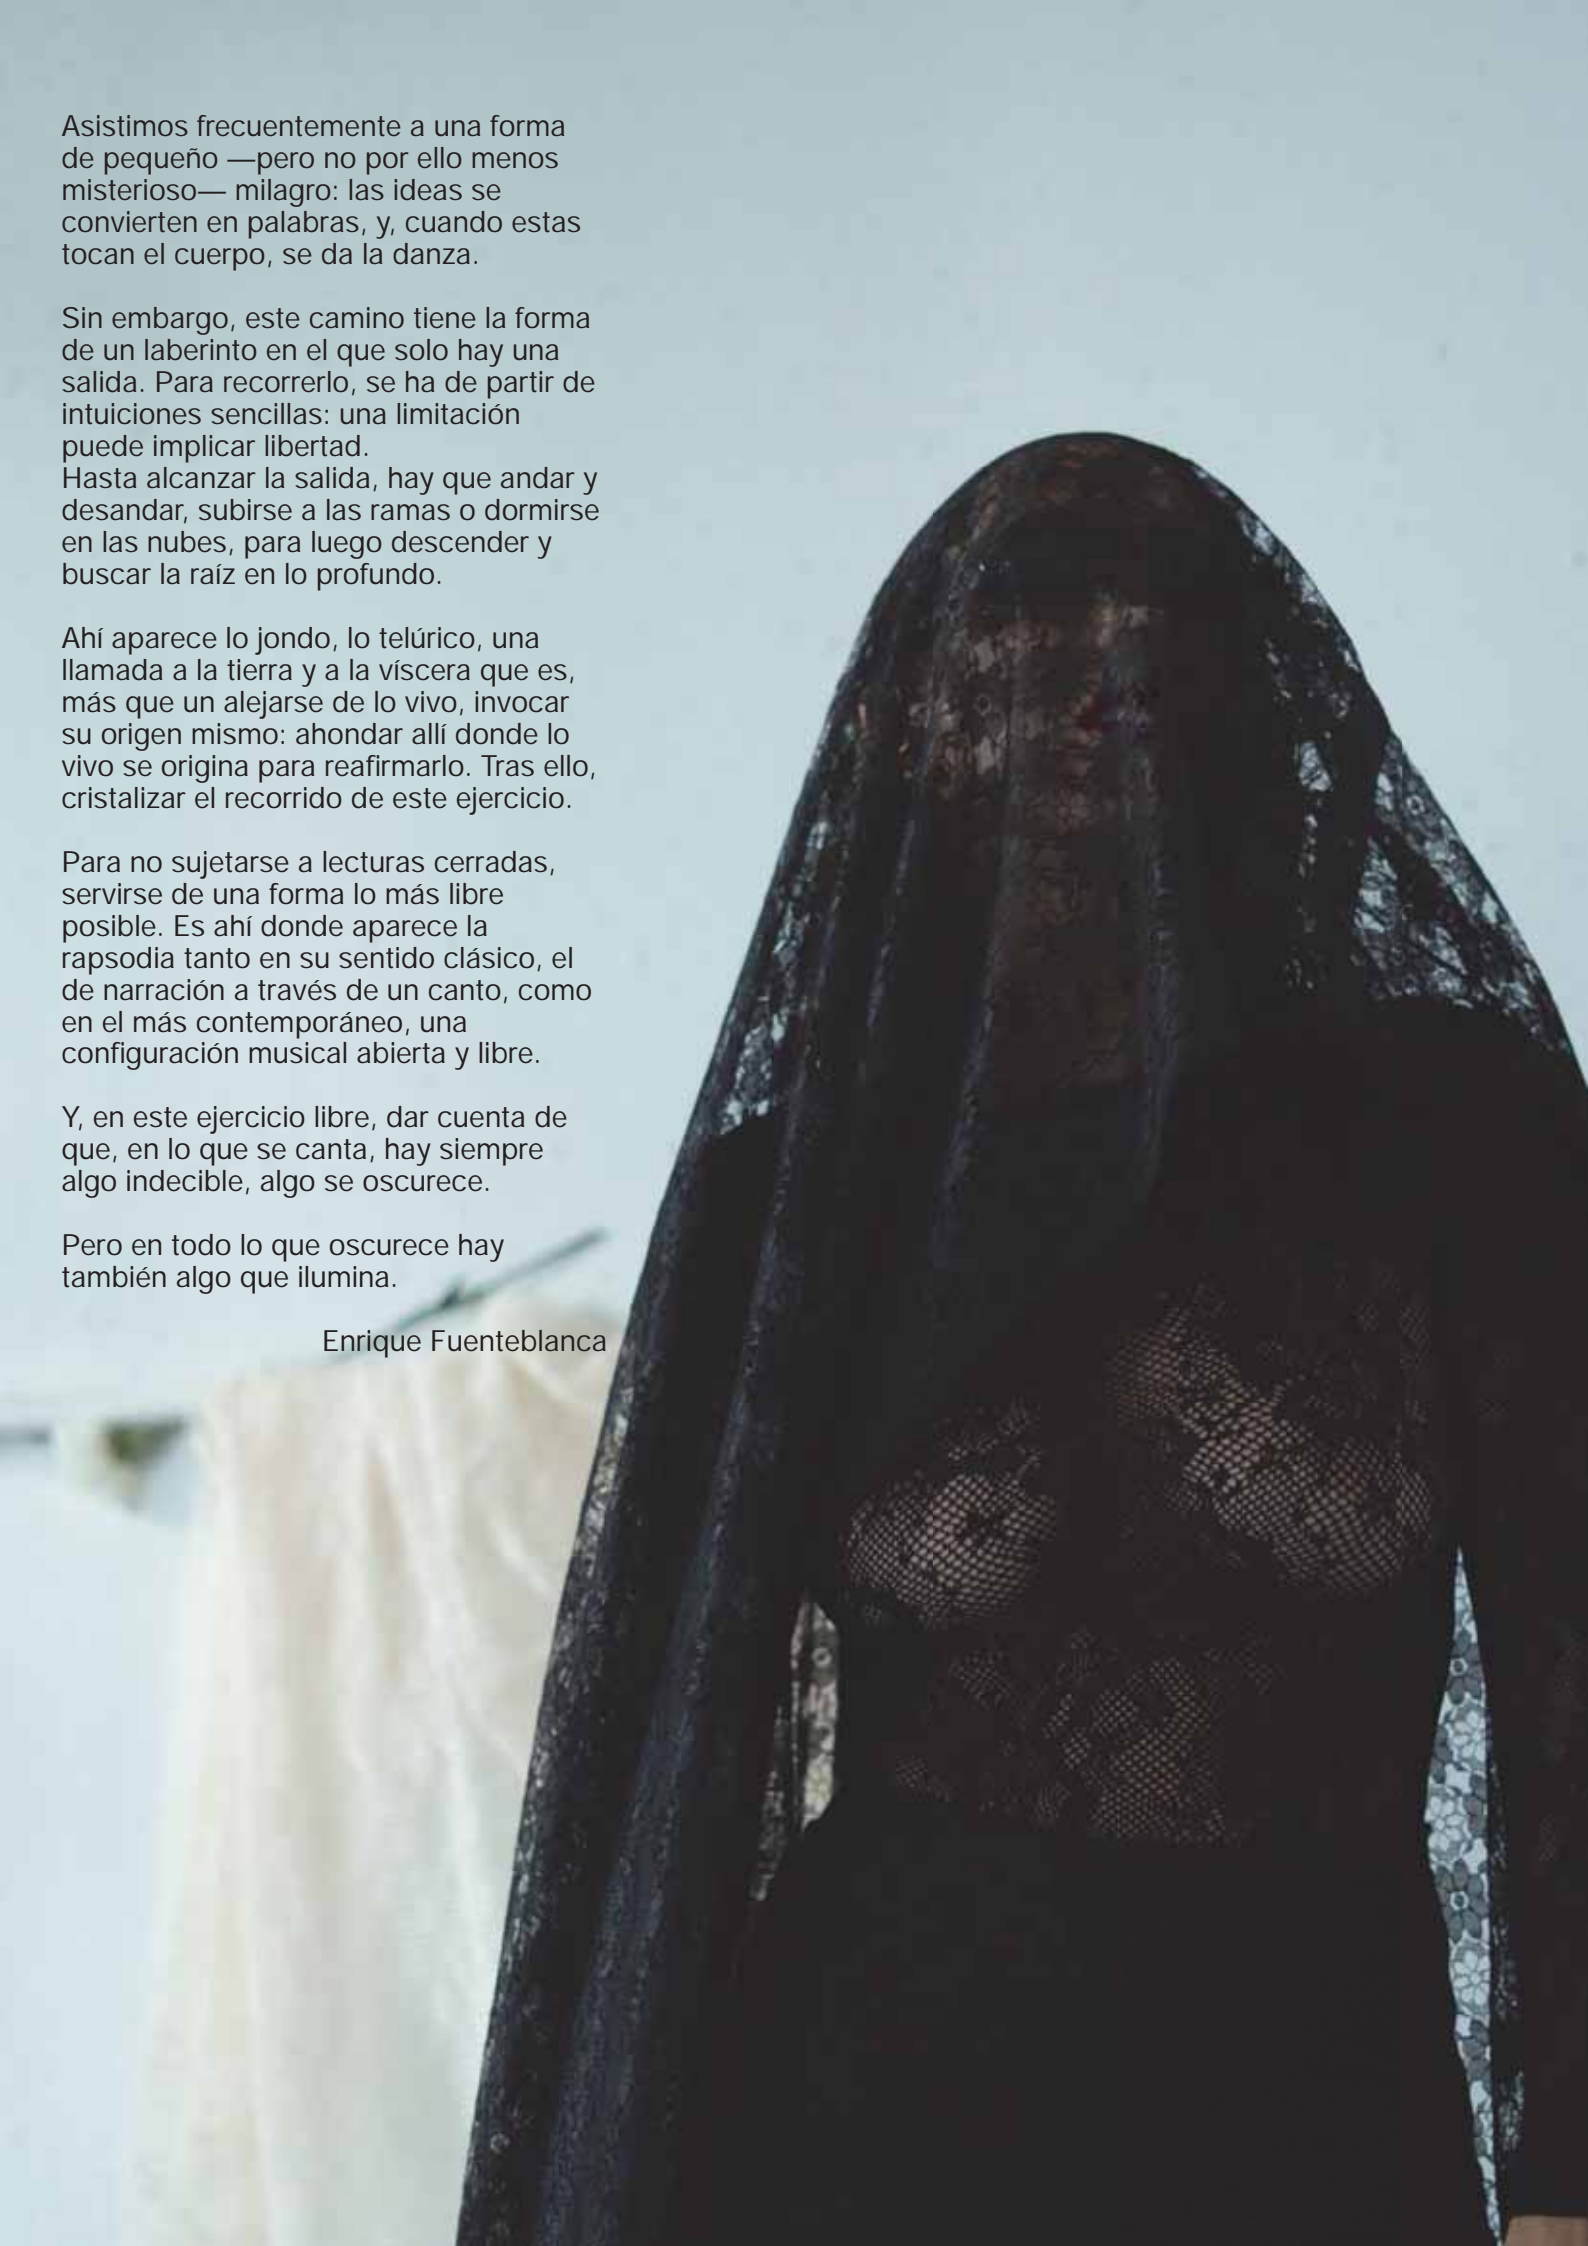 Asistimos frecuentemente a una forma
de pequeño —pero no por ello menos
misterioso— milagro: las ideas se
convierten en palabras, y, cuando estas
tocan el cuerpo, se da la danza.
Sin embargo, este camino tiene la forma
de un laberinto en el que solo hay una
salida. Para recorrerlo, se ha de partir de
intuiciones sencillas: una limitación
puede implicar libertad.
Hasta alcanzar la salida, hay que andar y
desandar, subirse a las ramas o dormirse
en las nubes, para luego descender y
buscar la raíz en lo profundo.
Ahí aparece lo jondo, lo telúrico, una
llamada a la tierra y a la víscera que es,
más que un alejarse de lo vivo, invocar
su origen mismo: ahondar allí donde lo
vivo se origina para reafirmarlo. Tras ello,
cristalizar el recorrido de este ejercicio.
Para no sujetarse a lecturas cerradas,
servirse de una forma lo más libre
posible. Es ahí donde aparece la
rapsodia tanto en su sentido clásico, el
de narración a través de un canto, como
en el más contemporáneo, una
configuración musical abierta y libre.
Y, en este ejercicio libre, dar cuenta de
que, en lo que se canta, hay siempre
algo indecible, algo se oscurece.
Pero en todo lo que oscurece hay
también algo que ilumina.
Enrique Fuenteblanca